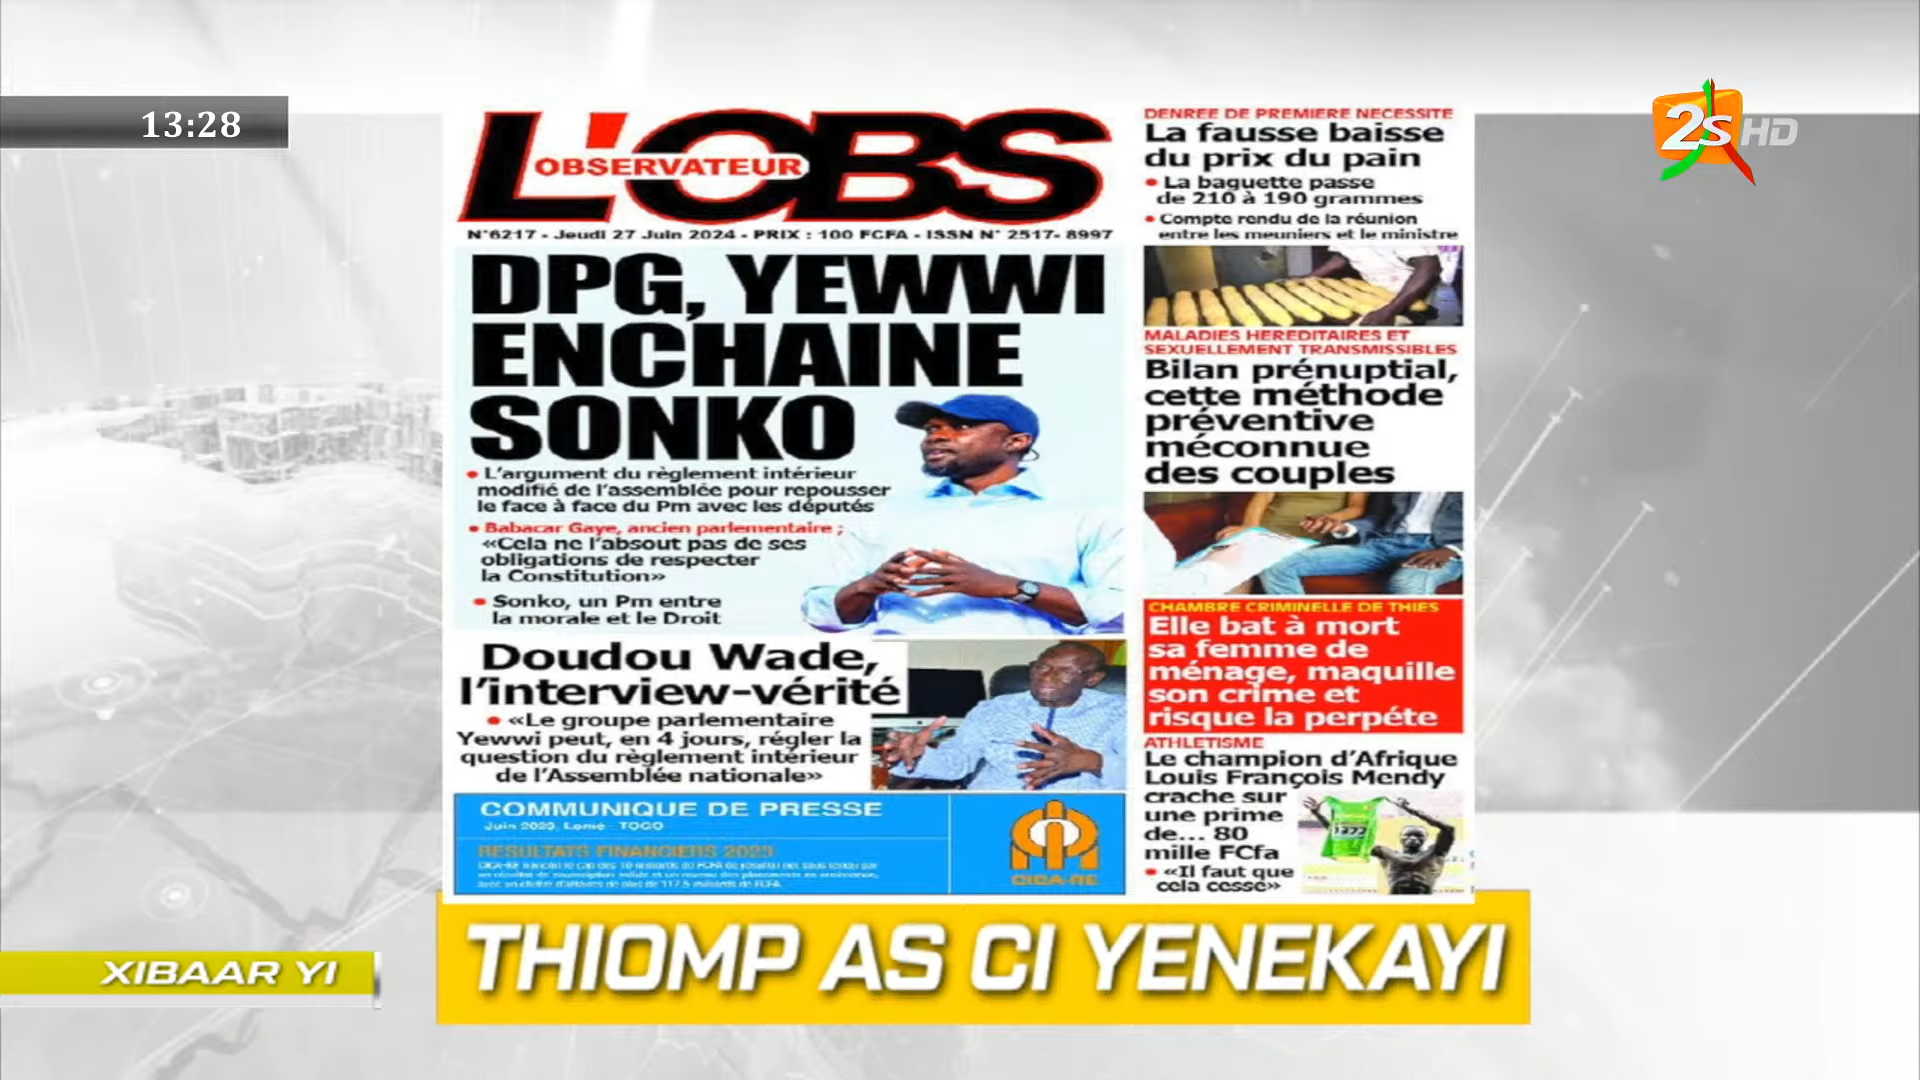 13:28
2S HD
L'OBS
OBSERVATEUR
N°6217 - Jeudi 27 Juin 2024 - PRIX : 100 FCFA - ISSN N° 2517- 8997
DPG, YEWWI
ENCHAINE
SONKO
• L'argument du règlement intérieur
modifié de l'assemblée pour repousser
le face à face du Pm avec les députés
• Babacar Gaye, ancien parlementaire ;
«Cela ne l'absout pas de ses
obligations de respecter
la Constitution»
• Sonko, un Pm entre
la morale et le Droit
Doudou Wade,
l'interview-vérité
• «Le groupe parlementaire
Yewwi peut, en 4 jours, régler la
question du règlement intérieur
de l'Assemblée nationale»
COMMUNIQUE DE PRESSE
Juin 2023, Lomé - TOGO
RESULTATS FINANCIERS 2023
CICA-RE
DENREE DE PREMIERE NECESSITE
La fausse baisse
du prix du pain
• La baguette passe
de 210 à 190 grammes
• Compte rendu de la réunion
entre les meuniers et le ministre
MALADIES HEREDITAIRES ET
SEXUELLEMENT TRANSMISSIBLES
Bilan prénuptial,
cette méthode
préventive
méconnue
des couples
CHAMBRE CRIMINELLE DE THIES
Elle bat à mort
sa femme de
ménage, maquille
son crime et
risque la perpéte
ATHLETISME
Le champion d'Afrique
Louis François Mendy
crache sur
une prime
de... 80
mille FCfa
• «Il faut que
cela cesse»
1372
XIBAAR YI
THIOMP AS CI YENEKAYI